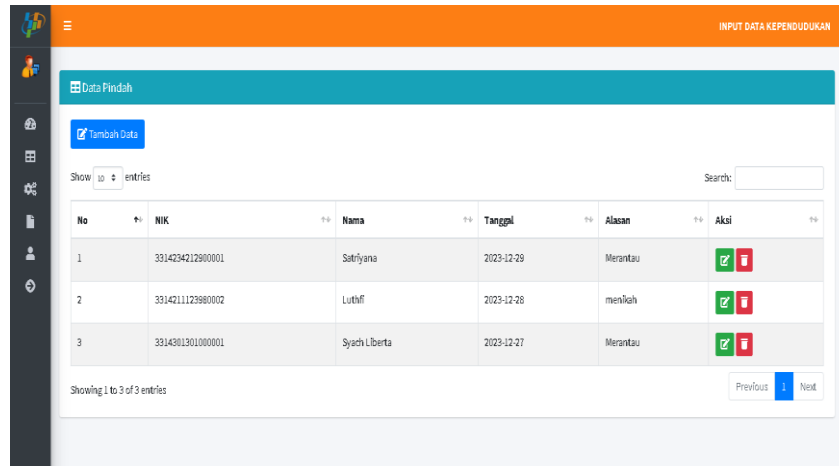 INPUT DATA KEPENDUDUKAN
Data Pindah
Tambah Data
Show 10 entries
Search:
No NIK Nama Tanggal Alasan Aksi
1 3314234212900001 Satriyana 2023-12-29 Merantau
2 3314211123980002 Luthfi 2023-12-28 menikah
3 3314301301000001 Syach Liberta 2023-12-27 Merantau
Showing 1 to 3 of 3 entries
Previous 1 Next